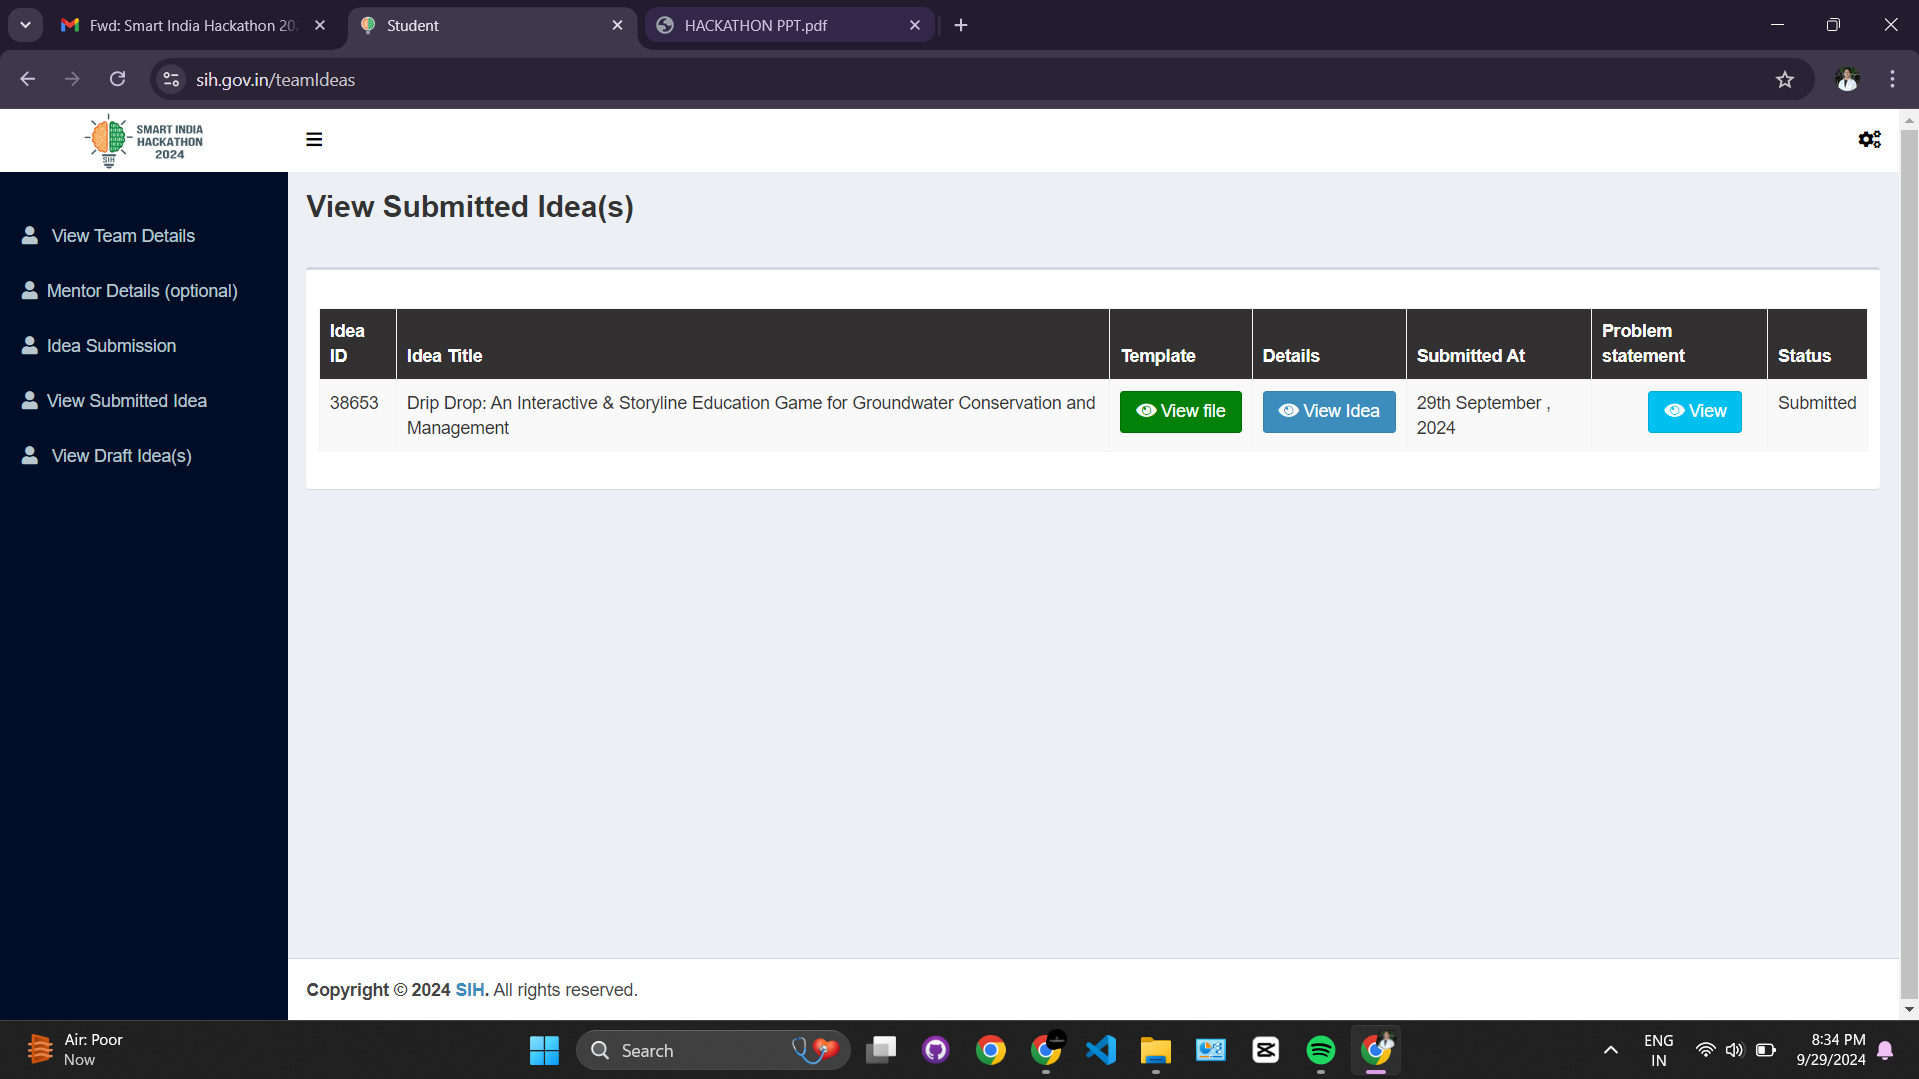 Fwd: Smart India Hackathon 202
Student
HACKATHON PPT.pdf
sih.gov.in/teamIdeas
SMART INDIA
HACKATHON
2024
SIH
View Team Details
Mentor Details (optional)
Idea Submission
View Submitted Idea
View Draft Idea(s)
View Submitted Idea(s)
Idea ID
Idea Title
Template
Details
Submitted At
Problem statement
Status
38653
Drip Drop: An Interactive & Storyline Education Game for Groundwater Conservation and
Management
View file
View Idea
29th September ,
2024
View
Submitted
Copyright © 2024 SIH. All rights reserved.
Air: Poor
Now
Search
ENG
IN
8:34 PM
9/29/2024